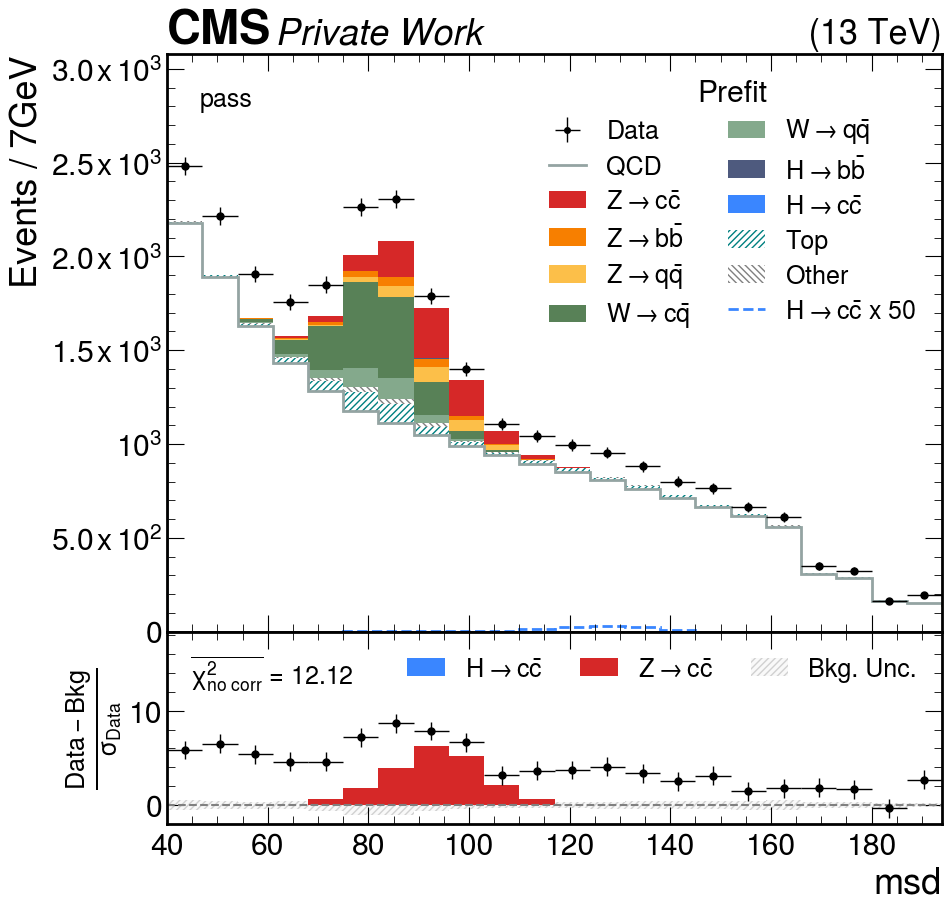 CMS Private Work (13 TeV)
Events / 7GeV
3.0 x 10³
2.5 x 10³
2.0 x 10³
1.5 x 10³
10³
5.0 x 10²
0
pass
Prefit
Data
QCD
Z → cc̄
Z → bb̄
Z → qq̄
W → cq̄
W → qq̄
H → bb̄
H → cc̄
Top
Other
H → cc̄ x 50
Data − Bkg
σ_Data
10
0
χ²_no corr = 12.12
H → cc̄
Z → cc̄
Bkg. Unc.
40 60 80 100 120 140 160 180
msd